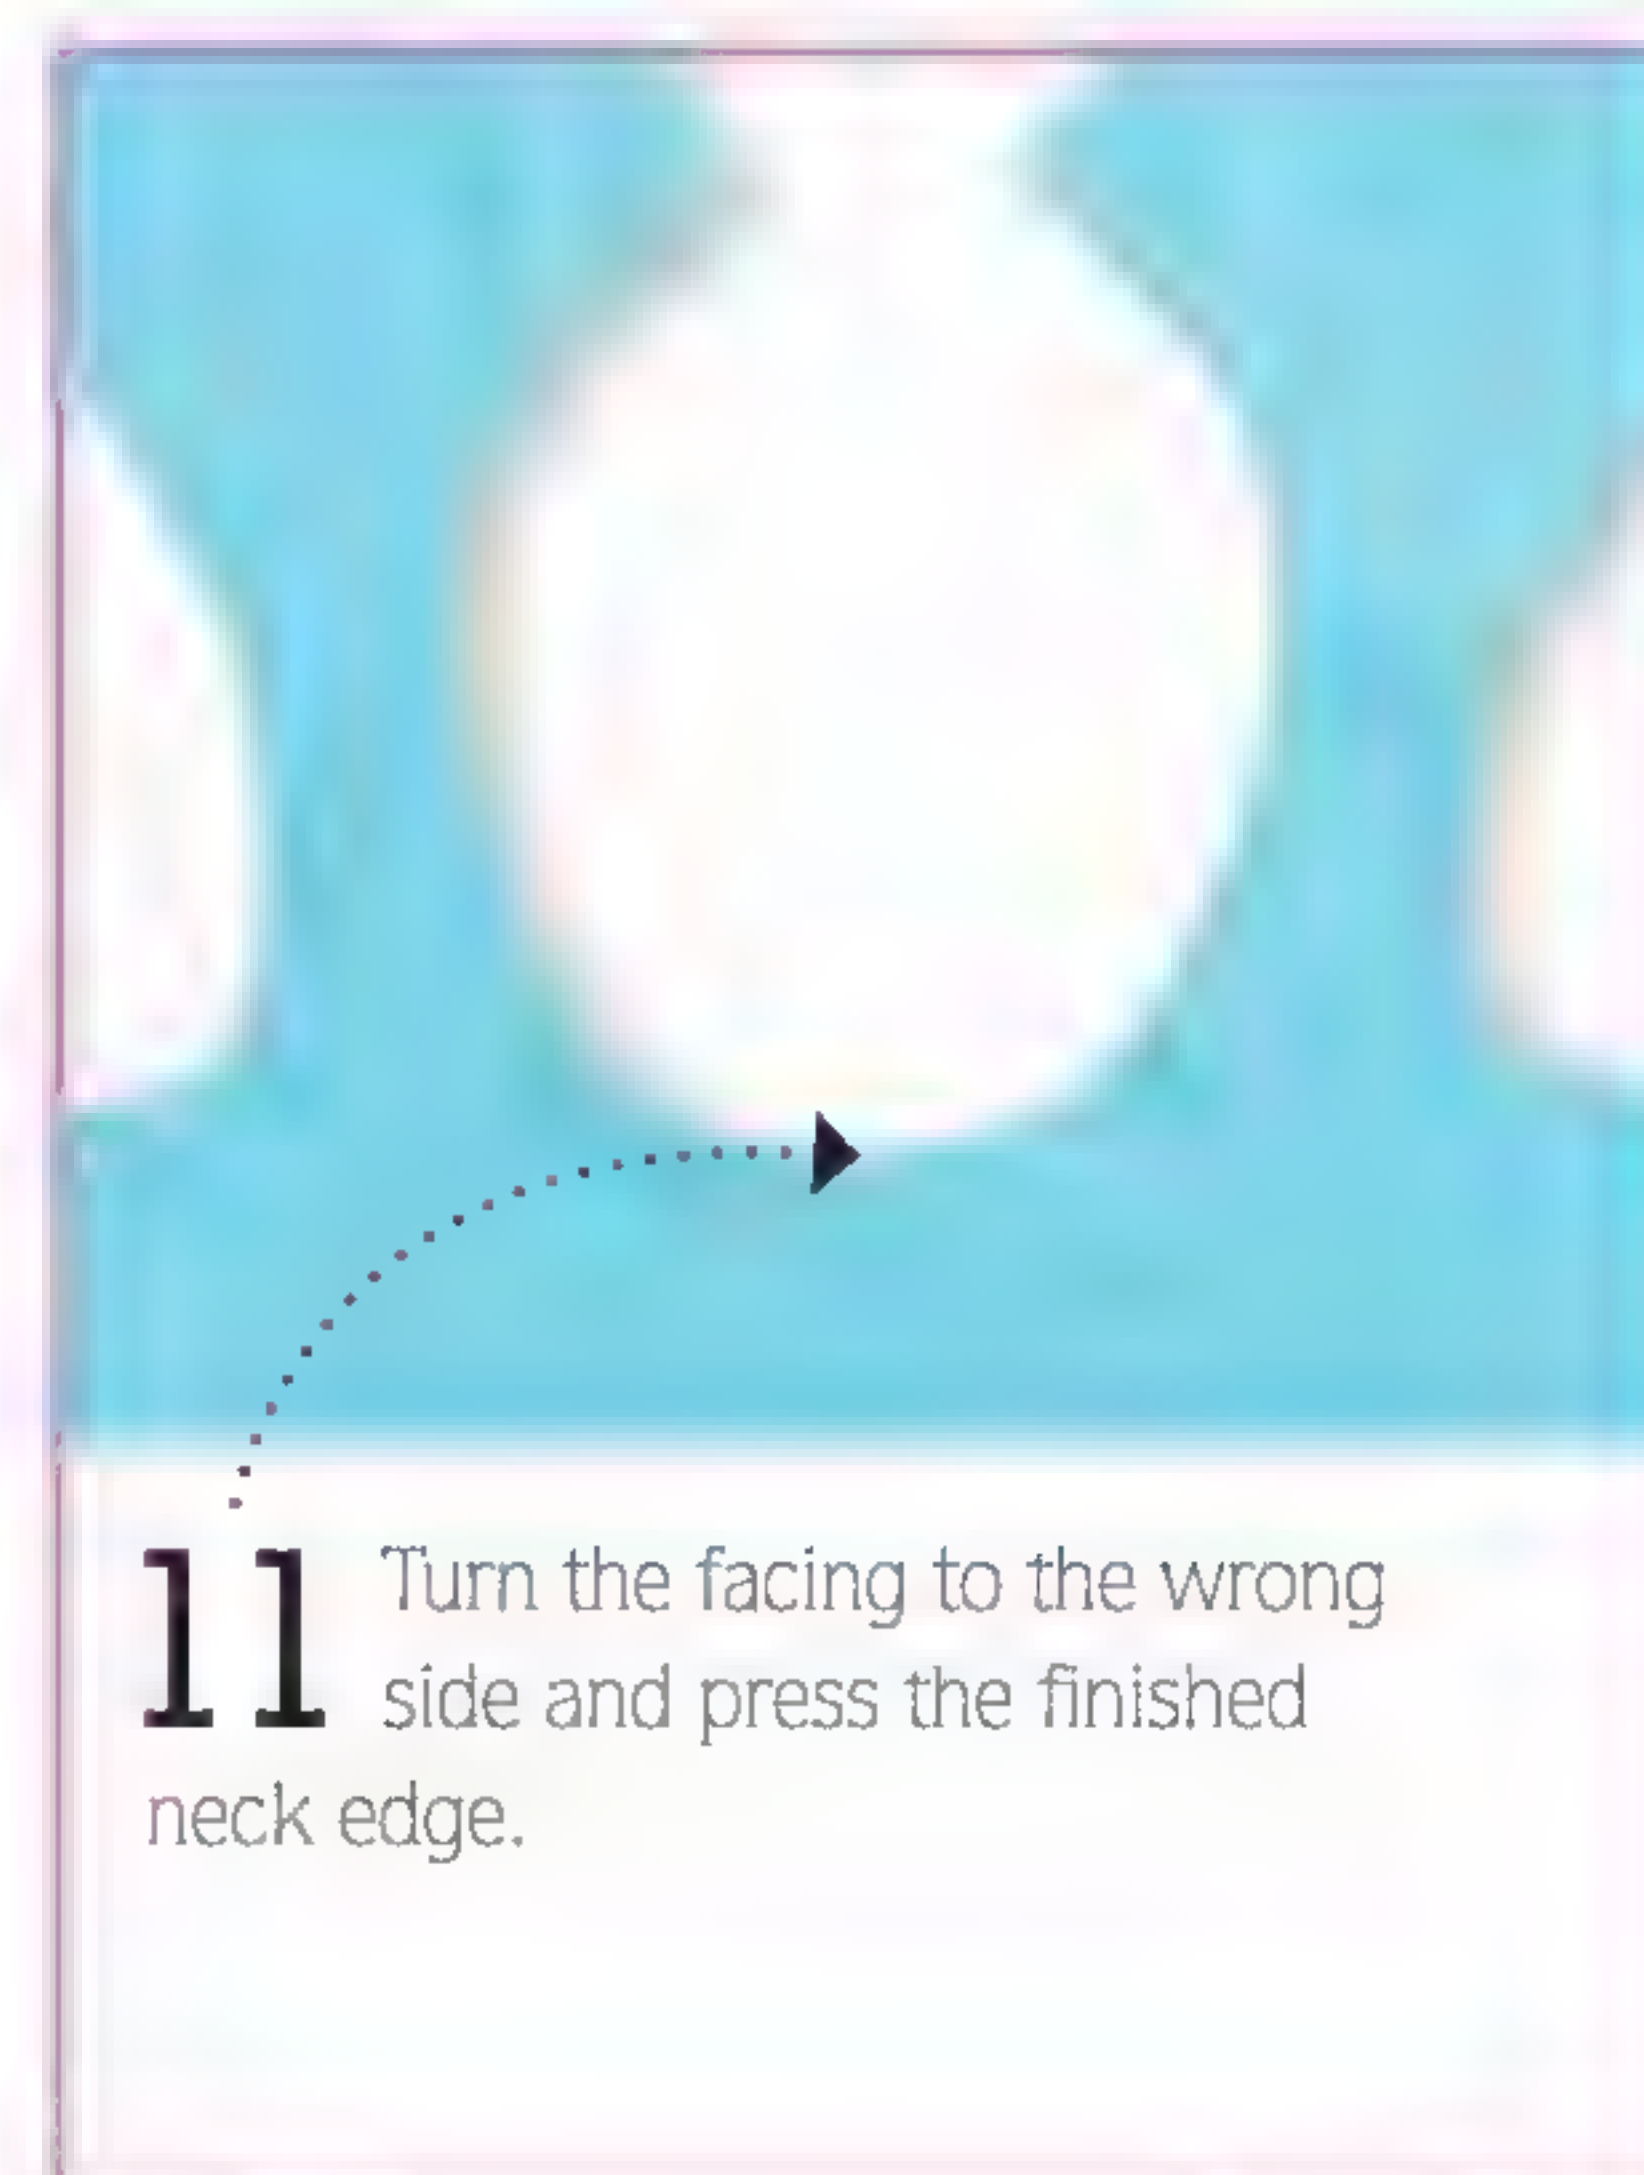 11 Turn the facing to the wrong
side and press the finished
neck edge.